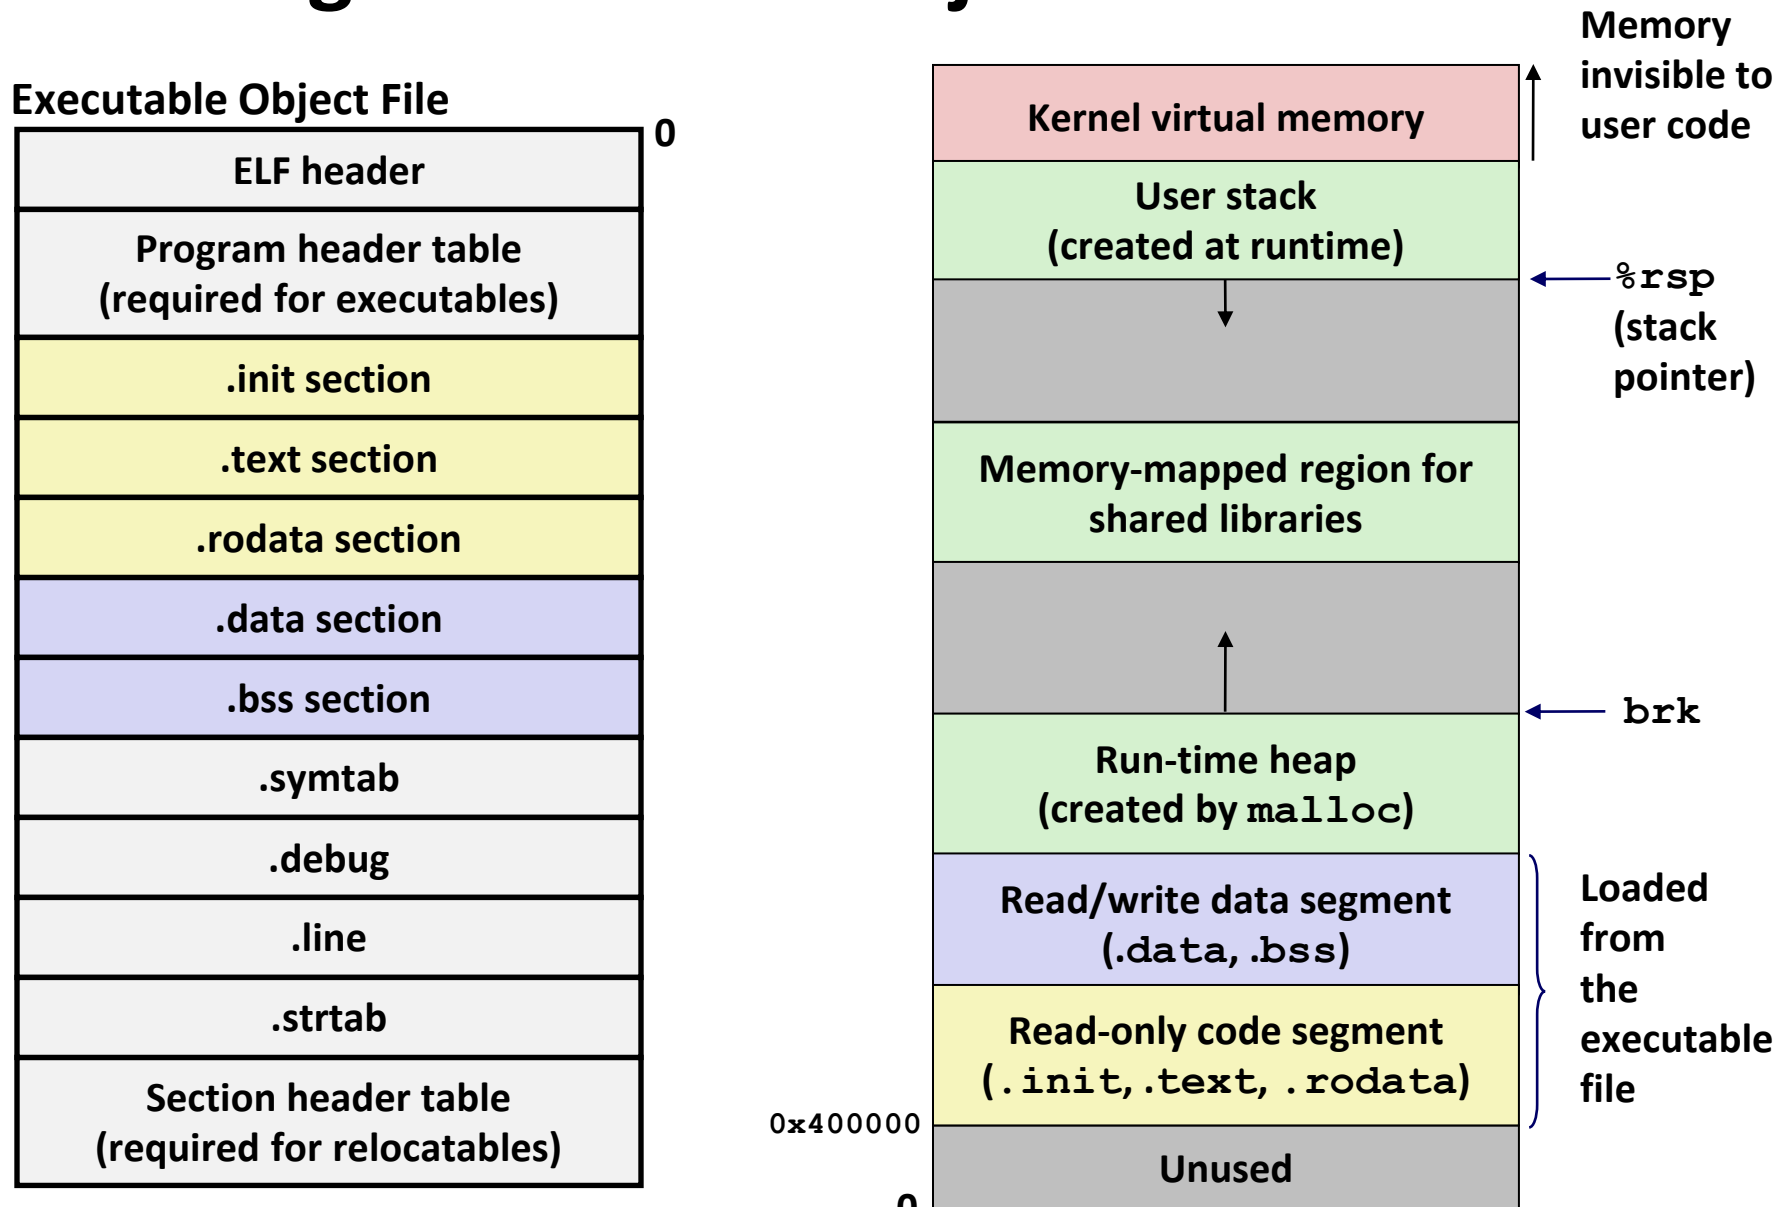 Executable Object File
0
ELF header
Program header table
(required for executables)
.init section
.text section
.rodata section
.data section
.bss section
.symtab
.debug
.line
.strtab
Section header table
(required for relocatables)
Kernel virtual memory
Memory
invisible to
user code
User stack
(created at runtime)
%rsp
(stack
pointer)
Memory-mapped region for
shared libraries
brk
Run-time heap
(created by malloc)
Read/write data segment
(.data, .bss)
Read-only code segment
(.init, .text, .rodata)
Loaded
from
the
executable
file
0x400000
Unused
0